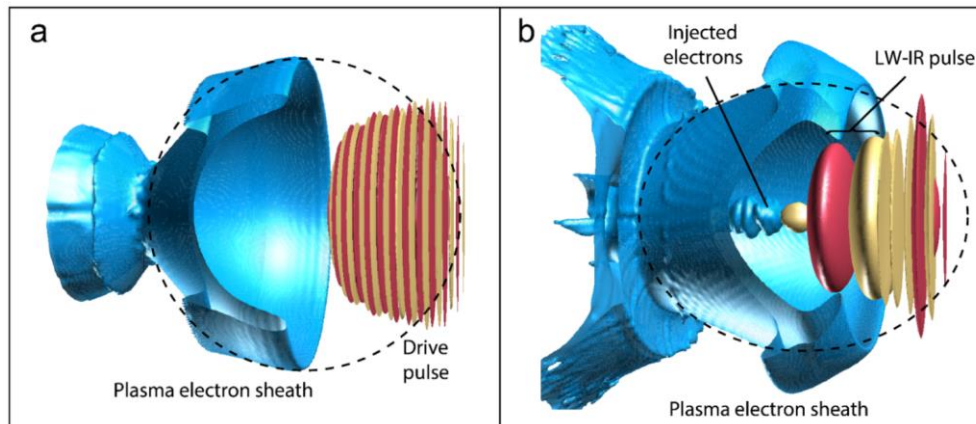 a
Drive
pulse
Plasma electron sheath
b
Injected
electrons
LW-IR pulse
Plasma electron sheath